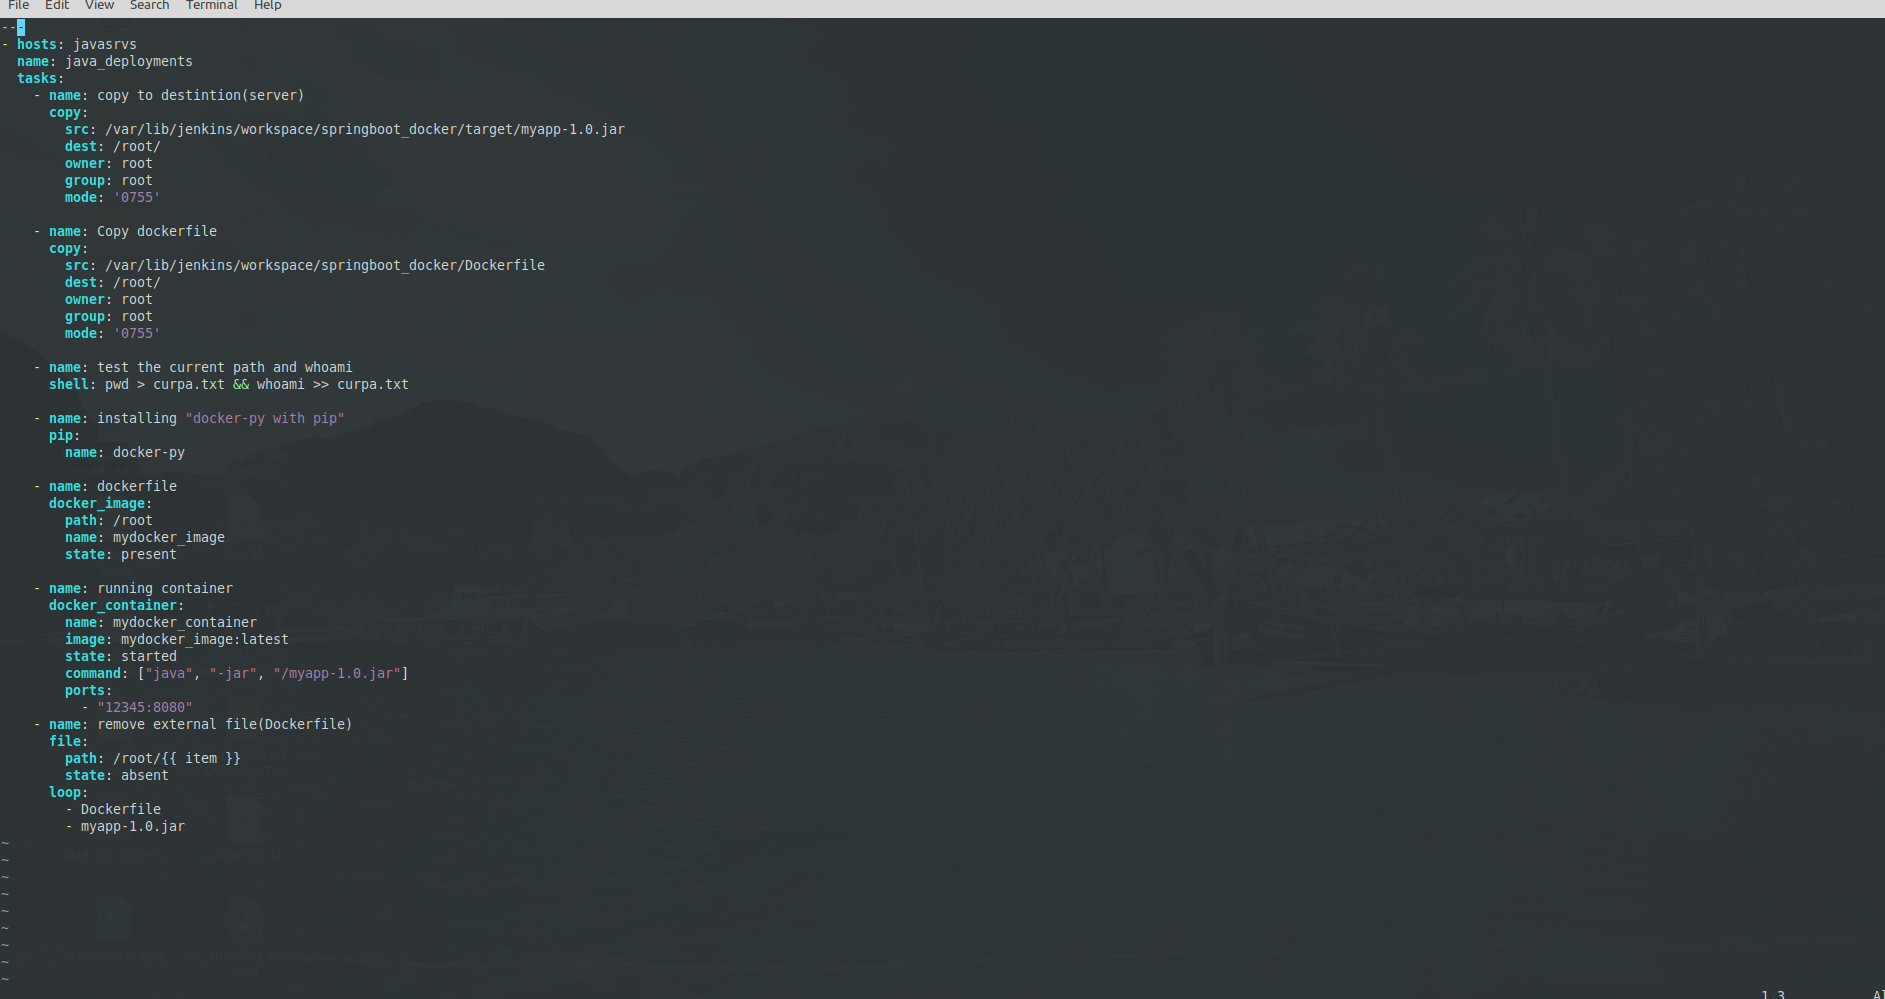 File Edit View Search Terminal Help
---
- hosts: javasrvs
  name: java_deployments
  tasks:
    - name: copy to destintion(server)
      copy:
        src: /var/lib/jenkins/workspace/springboot_docker/target/myapp-1.0.jar
        dest: /root/
        owner: root
        group: root
        mode: '0755'

    - name: Copy dockerfile
      copy:
        src: /var/lib/jenkins/workspace/springboot_docker/Dockerfile
        dest: /root/
        owner: root
        group: root
        mode: '0755'

    - name: test the current path and whoami
      shell: pwd > curpa.txt && whoami >> curpa.txt

    - name: installing "docker-py with pip"
      pip:
        name: docker-py

    - name: dockerfile
      docker_image:
        path: /root
        name: mydocker_image
        state: present

    - name: running container
      docker_container:
        name: mydocker_container
        image: mydocker_image:latest
        state: started
        command: ["java", "-jar", "/myapp-1.0.jar"]
        ports:
          - "12345:8080"
    - name: remove external file(Dockerfile)
      file:
        path: /root/{{ item }}
        state: absent
      loop:
        - Dockerfile
        - myapp-1.0.jar
~
~
~
~
~
~
~
~
~
1,3